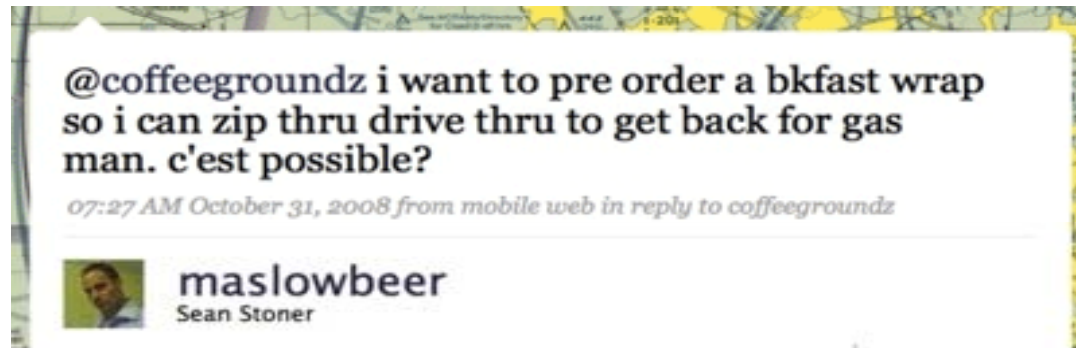 @coffeegroundz i want to pre order a bkfast wrap
so i can zip thru drive thru to get back for gas
man. c'est possible?
07:27 AM October 31, 2008 from mobile web in reply to coffeegroundz
maslowbeer
Sean Stoner